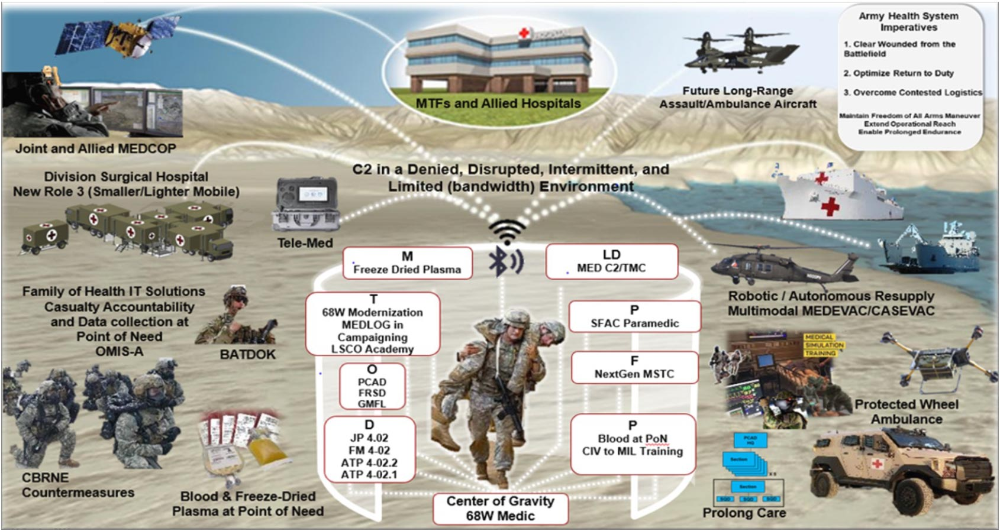 Army Health System
Imperatives
1. Clear Wounded from the
Battlefield
2. Optimize Return to Duty
3. Overcome Contested Logistics
Maintain Freedom of All Arms Maneuver
Extend Operational Reach
Enable Prolonged Endurance
MTFs and Allied Hospitals
Future Long-Range
Assault/Ambulance Aircraft
Joint and Allied MEDCOP
C2 in a Denied, Disrupted, Intermittent, and
Limited (bandwidth) Environment
Division Surgical Hospital
New Role 3 (Smaller/Lighter Mobile)
Tele-Med
M
Freeze Dried Plasma
LD
MED C2/TMC
Robotic / Autonomous Resupply
Multimodal MEDEVAC/CASEVAC
Family of Health IT Solutions
Casualty Accountability
and Data collection at
Point of Need
OMIS-A
BATDOK
T
68W Modernization
MEDLOG in
Campaigning
LSCO Academy
P
SFAC Paramedic
O
PCAD
FRSD
GMFL
F
NextGen MSTC
MEDICAL
SIMULATION
TRAINING
Protected Wheel
Ambulance
D
JP 4.02
FM 4-02
ATP 4-02.2
ATP 4-02.1
P
Blood at PoN
CIV to MIL Training
PCAD
HQ
Section
Section
SGD SGD SGD
Prolong Care
CBRNE
Countermeasures
Blood & Freeze-Dried
Plasma at Point of Need
Center of Gravity
68W Medic